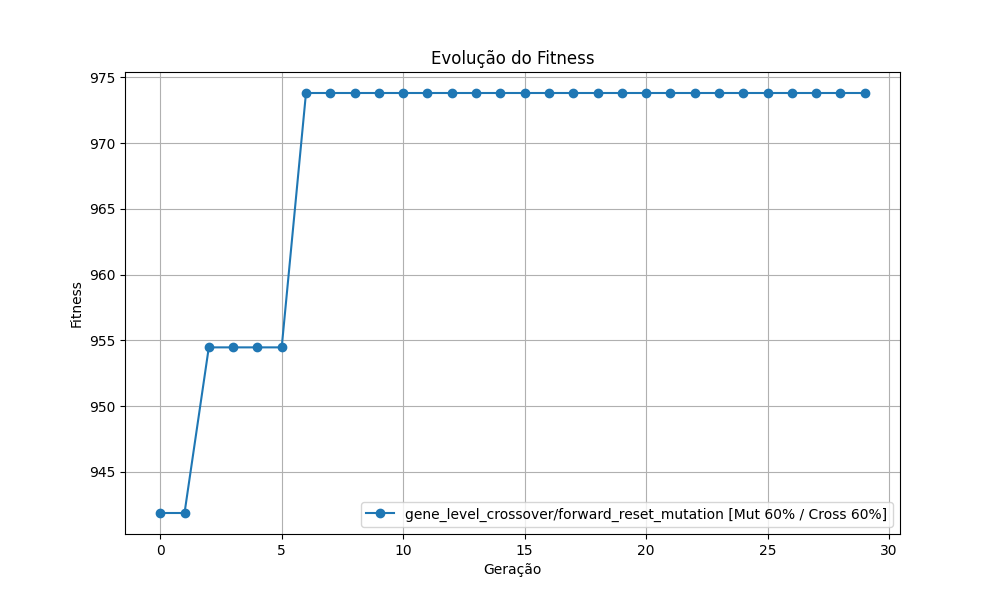 Evolução do Fitness
Fitness
975
970
965
960
955
950
945
0 5 10 15 20 25 30
Geração
gene_level_crossover/forward_reset_mutation [Mut 60% / Cross 60%]